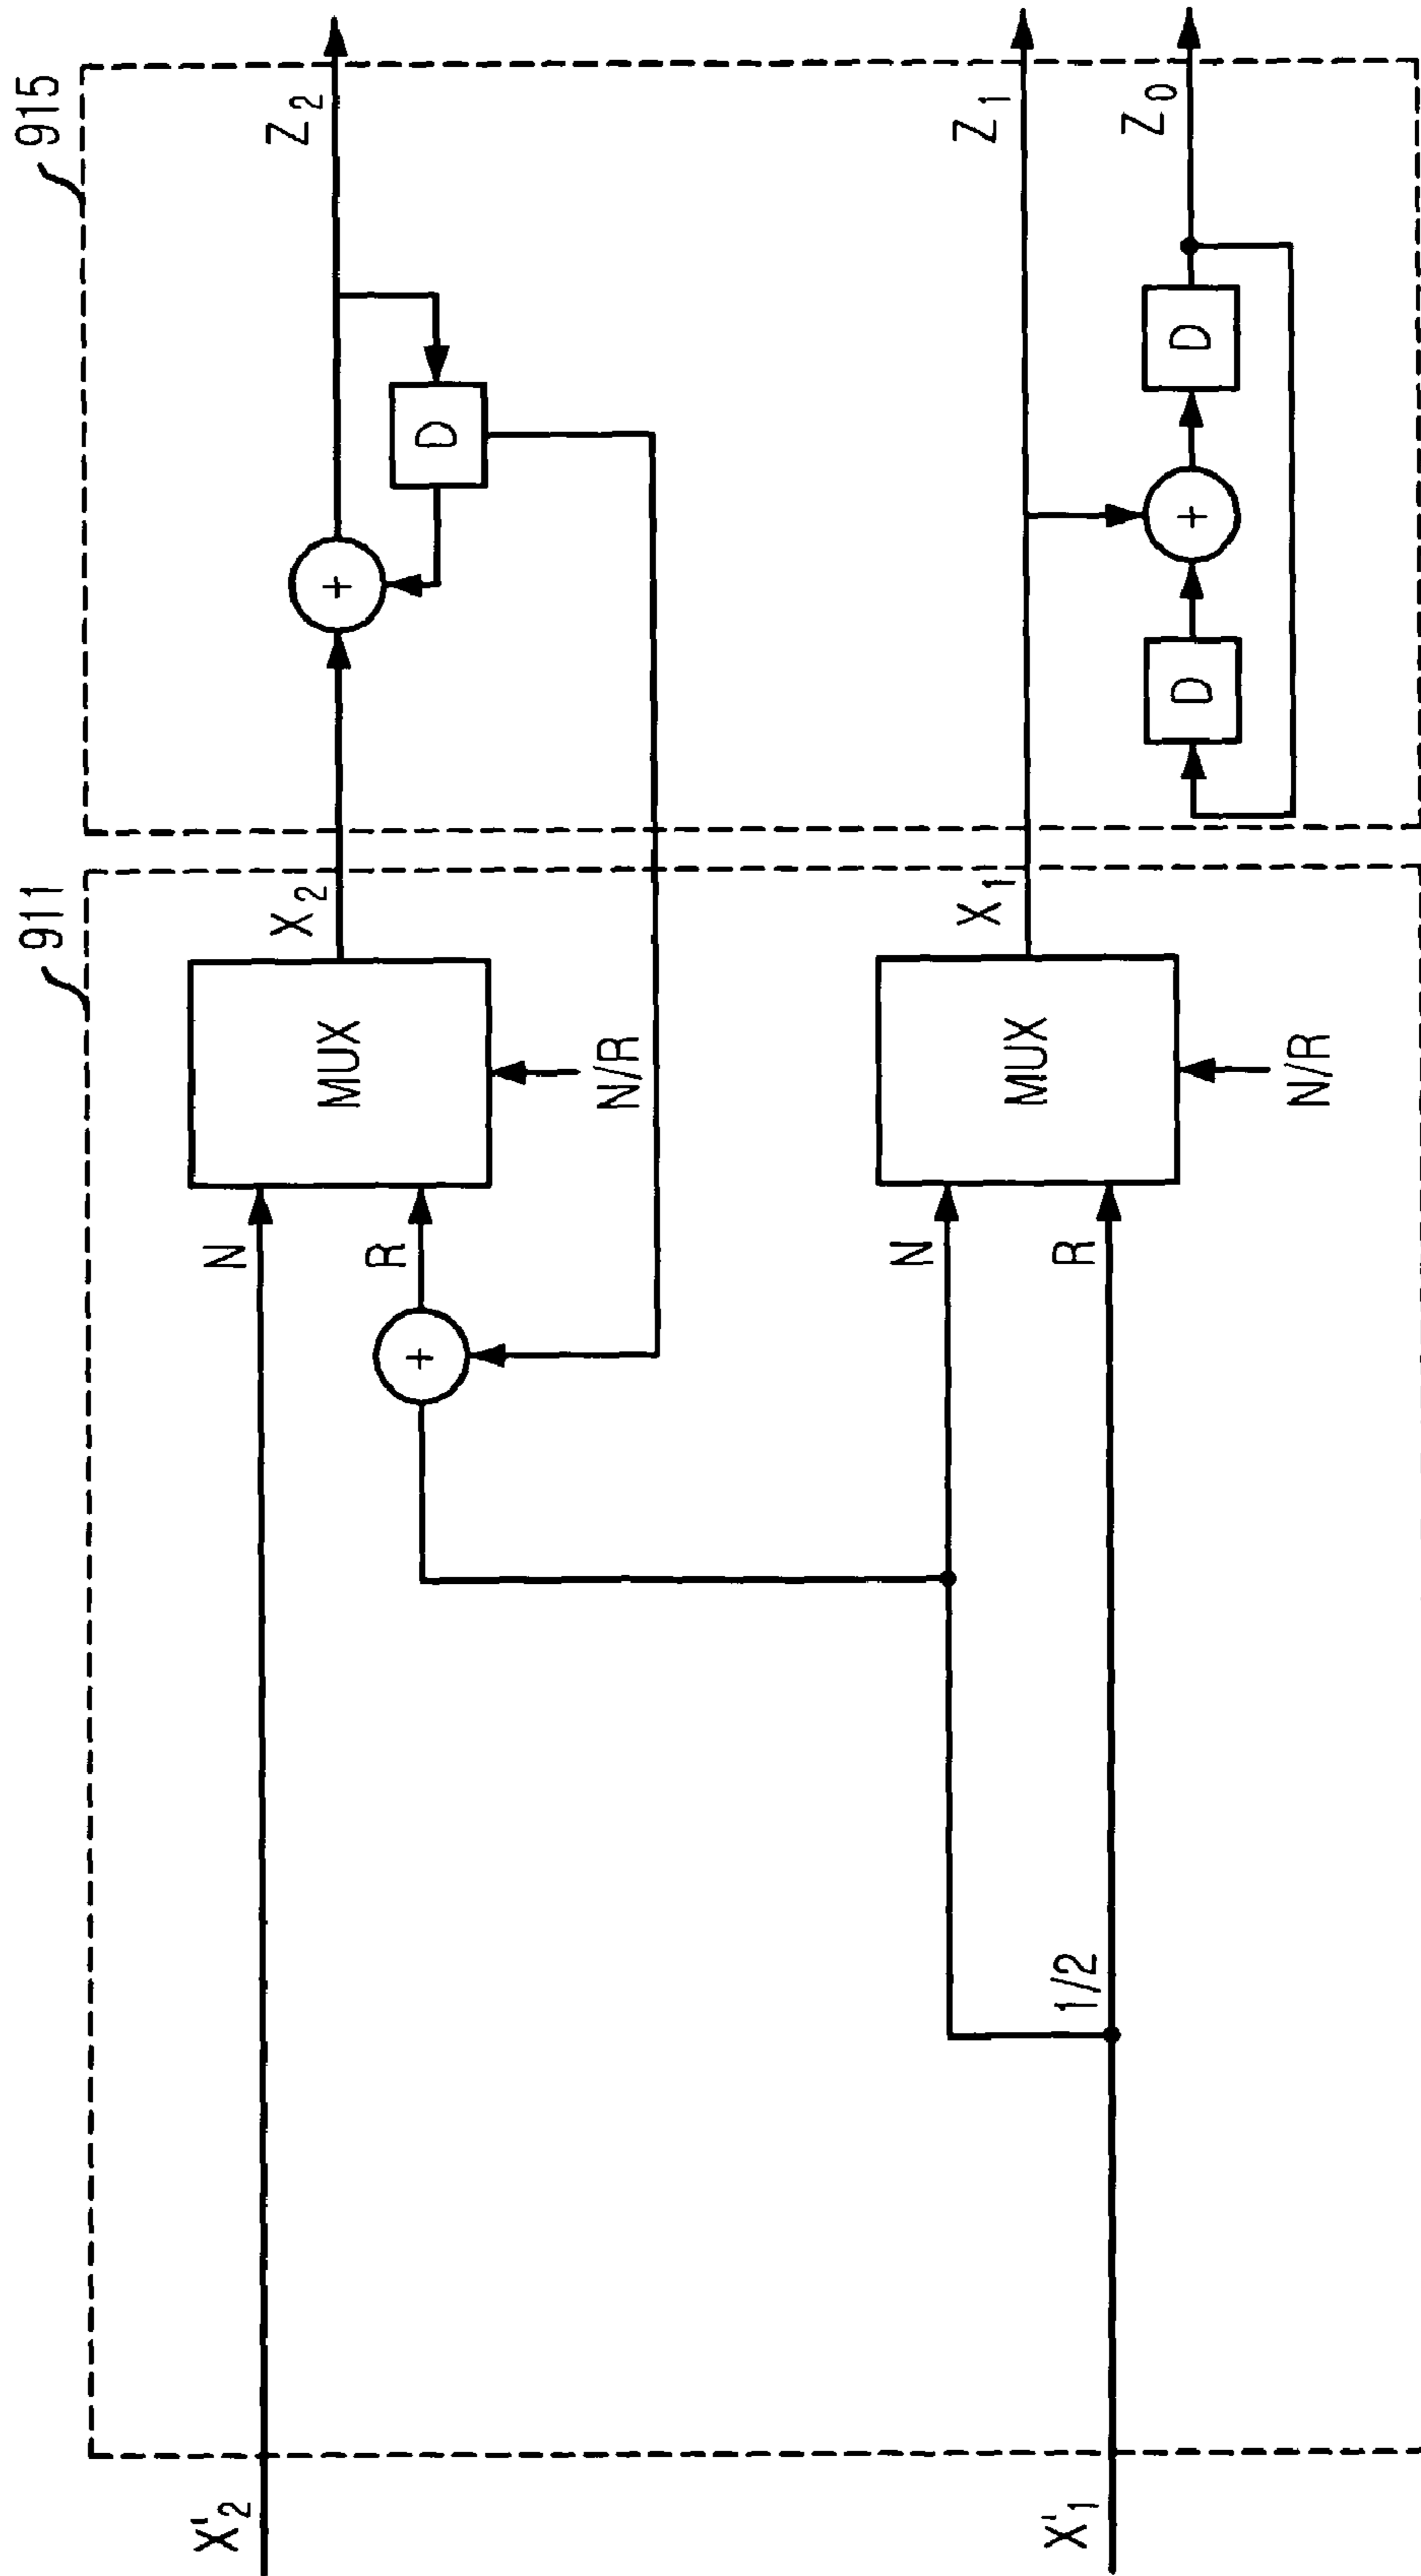 911
915
X'2
N
MUX
X2
+
Z2
R
+
D
N/R
N
MUX
X1
Z1
1/2
R
D
+
D
Z0
N/R
X'1